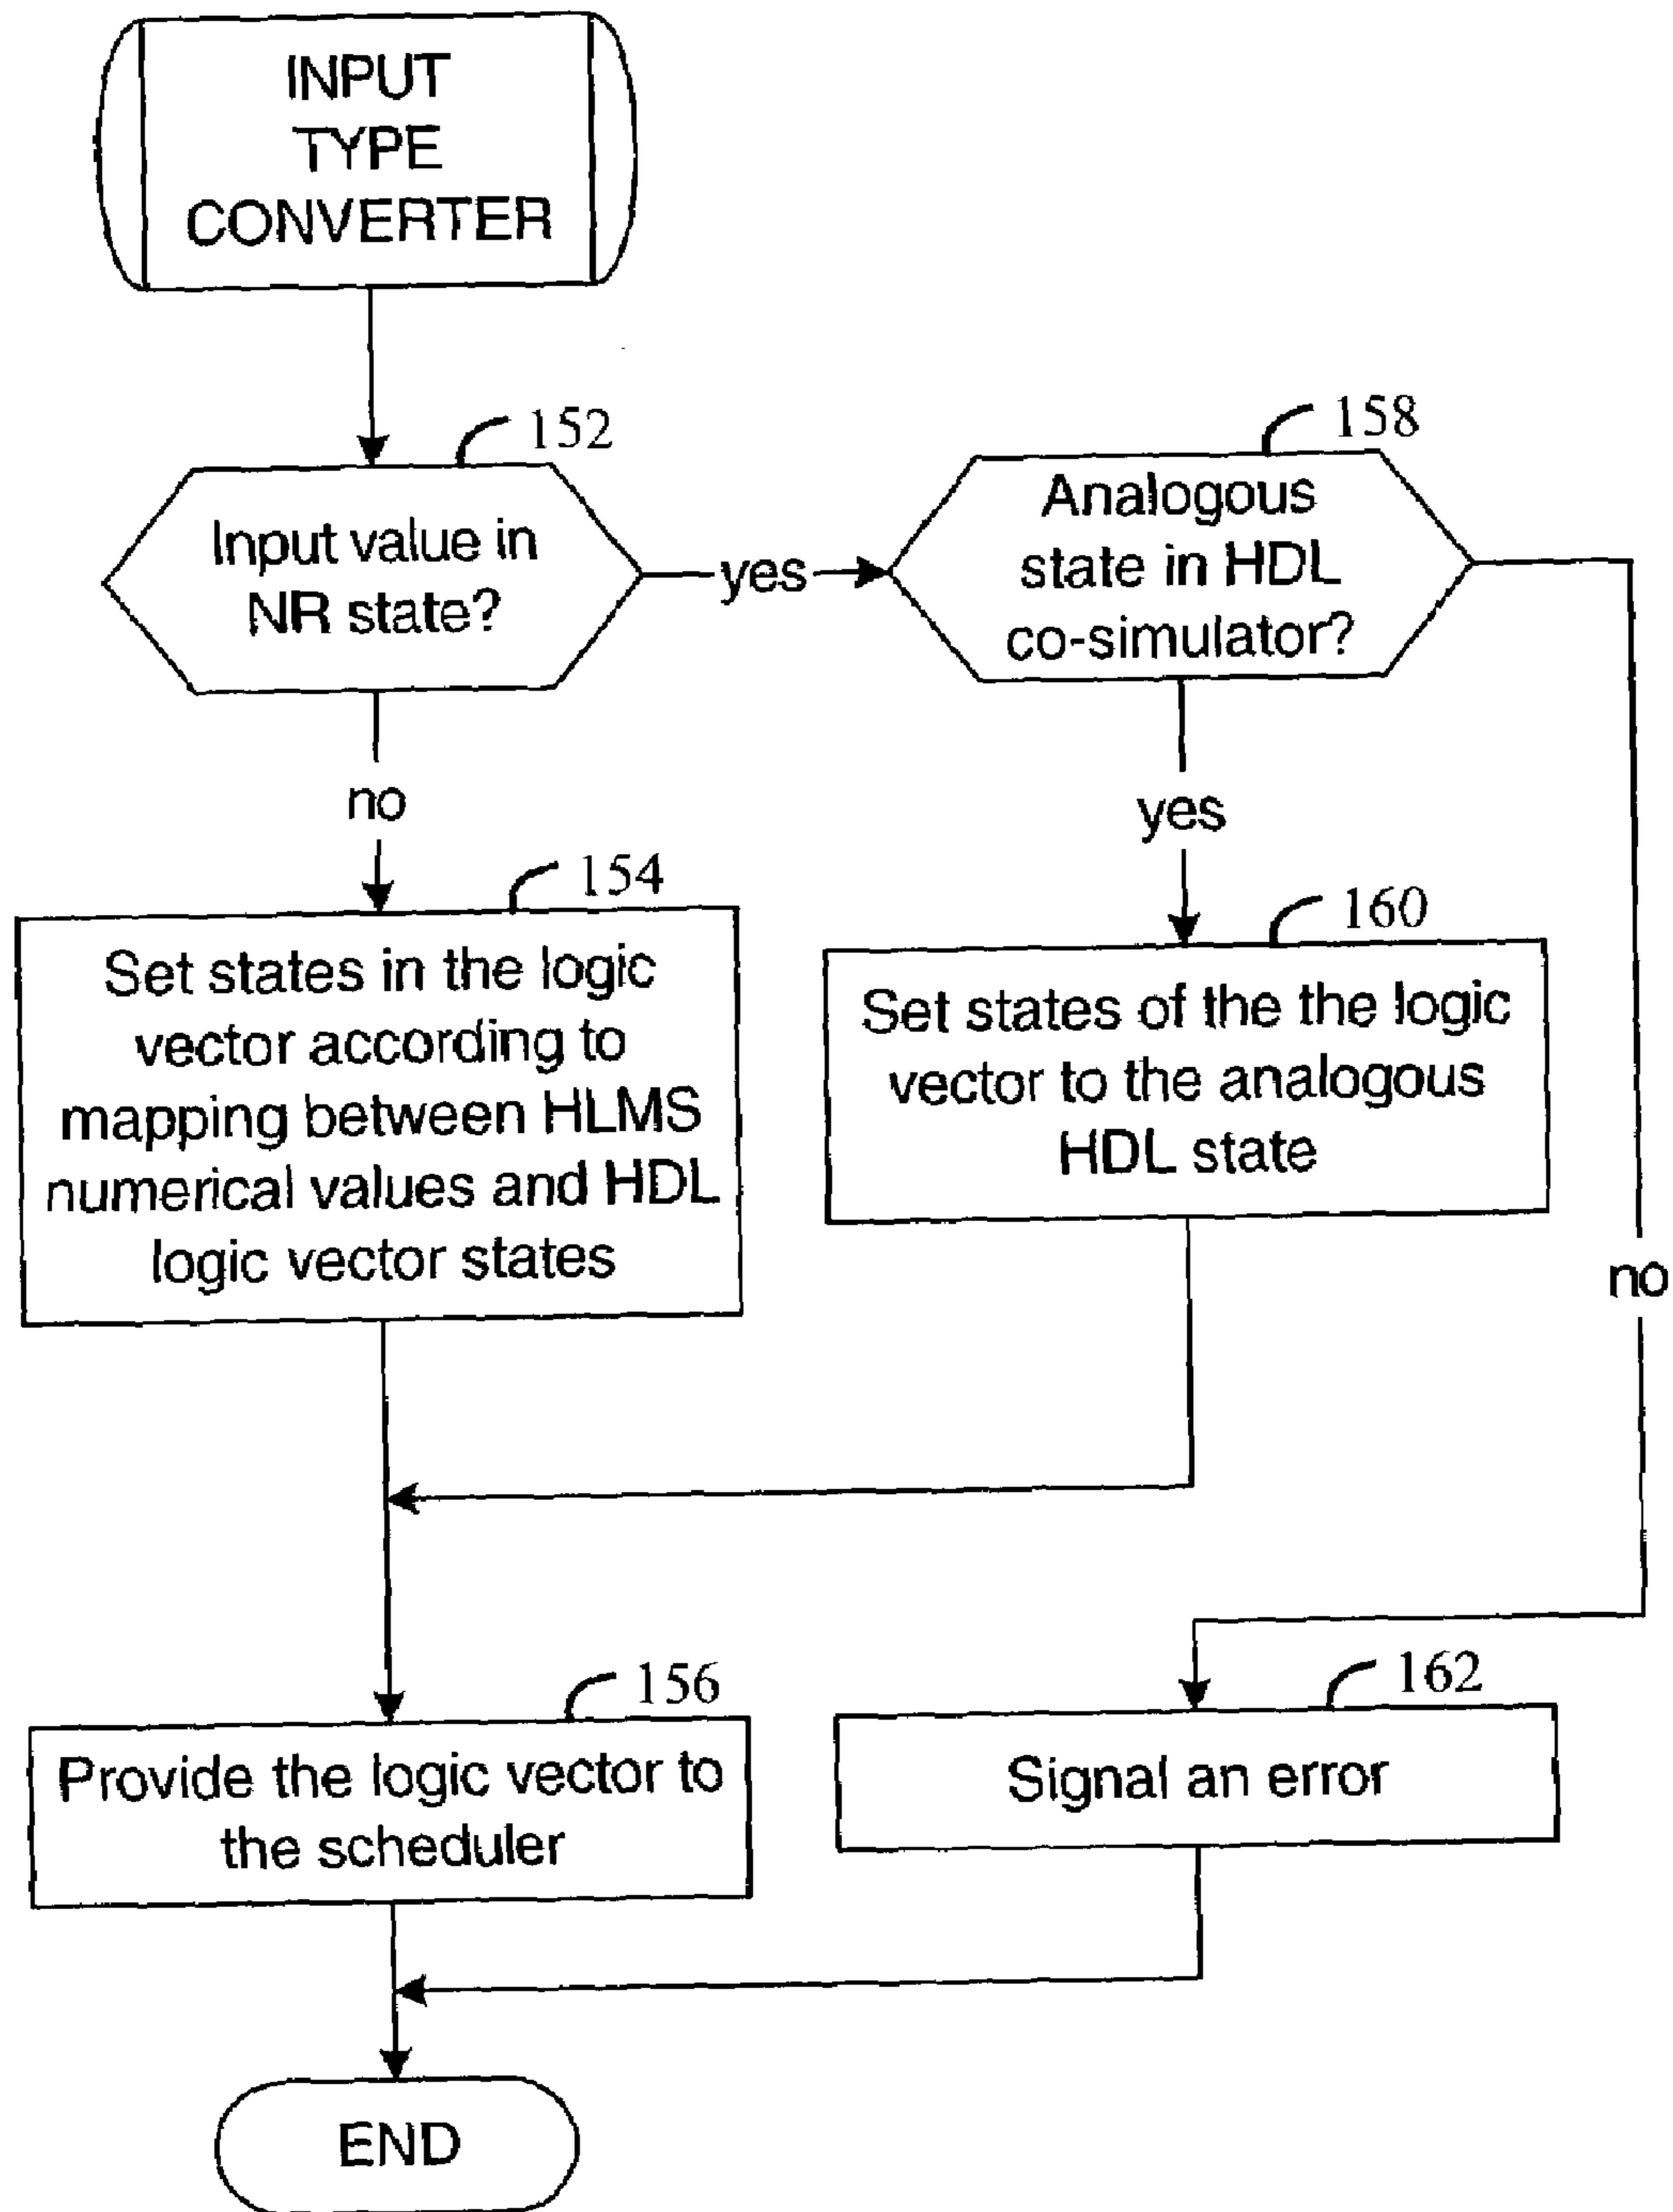 INPUT
TYPE
CONVERTER
152
Input value in
NR state?
yes
158
Analogous
state in HDL
co-simulator?
no
yes
154
Set states in the logic
vector according to
mapping between HLMS
numerical values and HDL
logic vector states
160
Set states of the the logic
vector to the analogous
HDL state
no
156
Provide the logic vector to
the scheduler
162
Signal an error
END